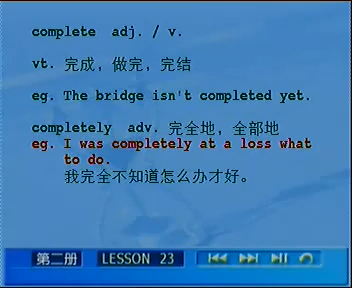 complete adj. / v.
vt. 完成，做完，完结
eg. The bridge isn't completed yet.
completely adv. 完全地，全部地
eg. I was completely at a loss what
to do.
我完全不知道怎么办才好。
第二册 LESSON 23